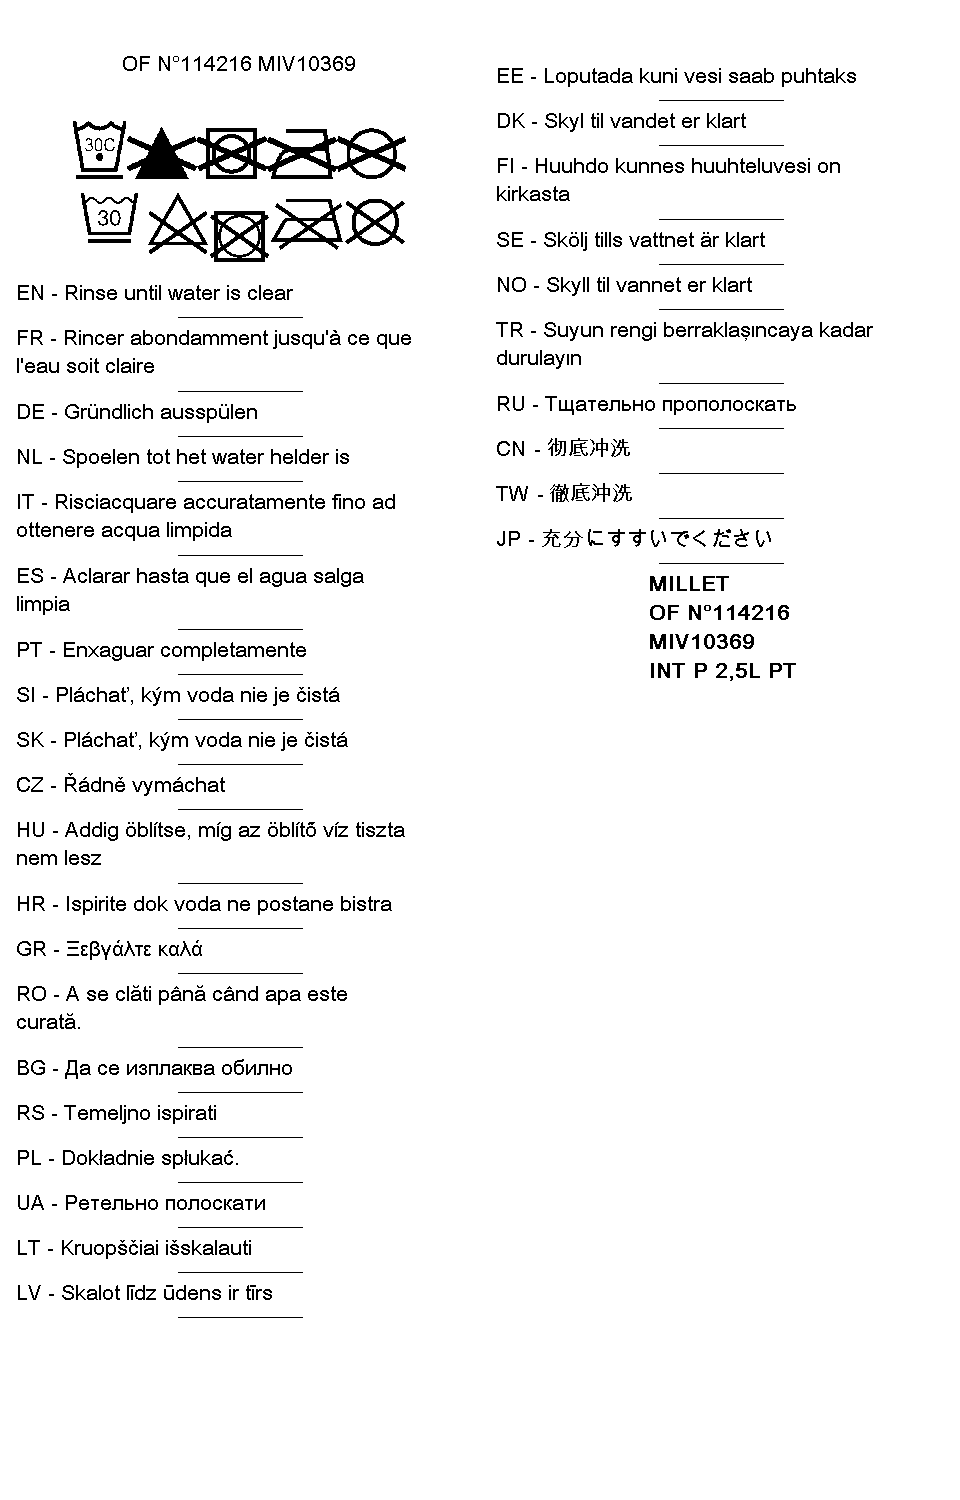 OF N°114216 MIV10369
30C
30
EN - Rinse until water is clear
FR - Rincer abondamment jusqu'à ce que
l'eau soit claire
DE - Gründlich ausspülen
NL - Spoelen tot het water helder is
IT - Risciacquare accuratamente fino ad
ottenere acqua limpida
ES - Aclarar hasta que el agua salga
limpia
PT - Enxaguar completamente
SI - Pláchať, kým voda nie je čistá
SK - Pláchať, kým voda nie je čistá
CZ - Řádně vymáchat
HU - Addig öblítse, míg az öblítő víz tiszta
nem lesz
HR - Ispirite dok voda ne postane bistra
GR - Ξεβγάλτε καλά
RO - A se clăti până când apa este
curată.
BG - Да се изплаква обилно
RS - Temeljno ispirati
PL - Dokładnie spłukać.
UA - Ретельно полоскати
LT - Kruopščiai išskalauti
LV - Skalot līdz ūdens ir tīrs
EE - Loputada kuni vesi saab puhtaks
DK - Skyl til vandet er klart
FI - Huuhdo kunnes huuhteluvesi on
kirkasta
SE - Skölj tills vattnet är klart
NO - Skyll til vannet er klart
TR - Suyun rengi berraklaşıncaya kadar
durulayın
RU - Тщательно прополоскать
CN - 彻底冲洗
TW - 徹底沖洗
JP - 充分にすすいでください
MILLET
OF N°114216
MIV10369
INT P 2,5L PT